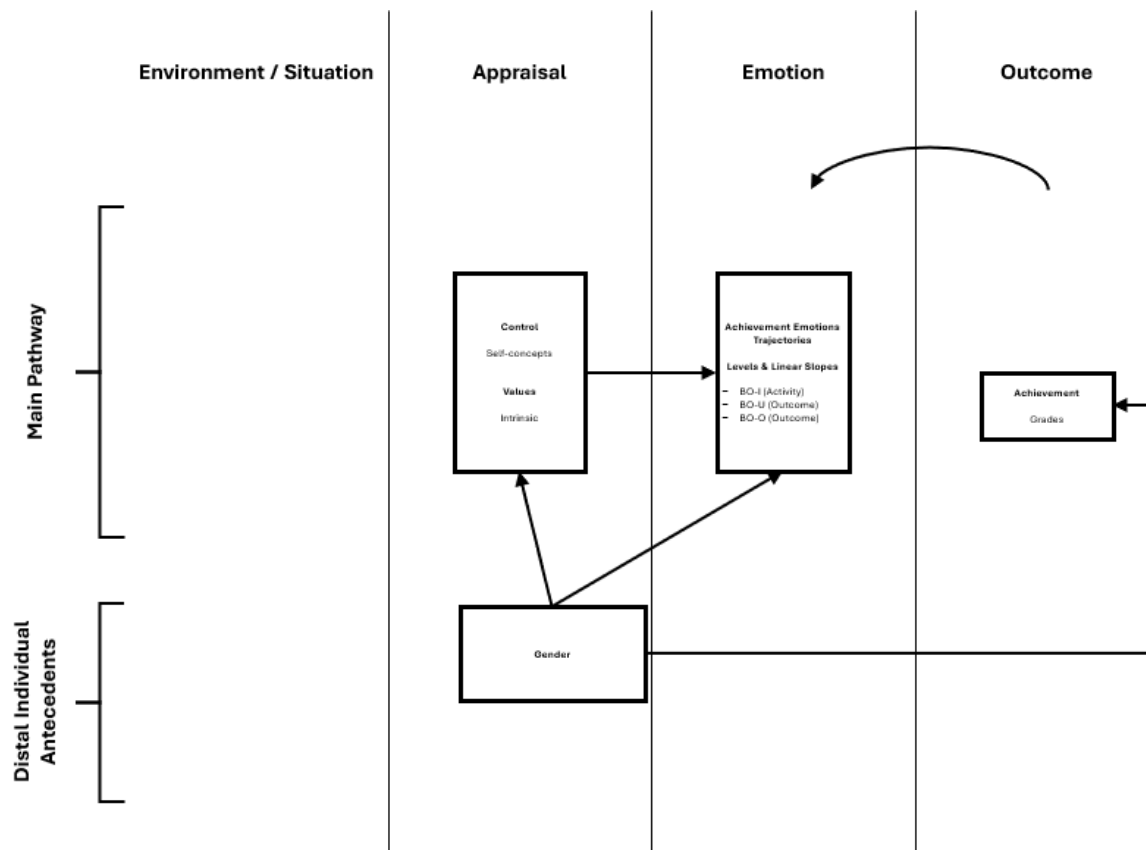 Environment / Situation
Appraisal
Emotion
Outcome
Main Pathway
Control
Self-concepts
Values
Intrinsic
Achievement Emotions
Trajectories
Levels & Linear Slopes
- BO-I (Activity)
- BO-U (Outcome)
- BO-O (Outcome)
Achievement
Grades
Distal Individual
Antecedents
Gender